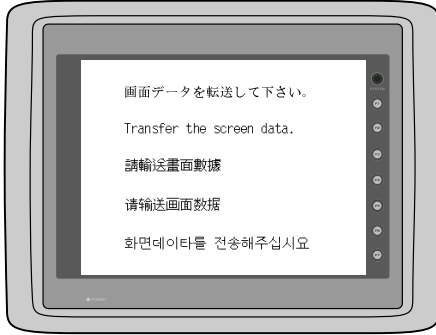 画面データを転送して下さい。
Transfer the screen data.
請輸送畫面數據
请输送画面数据
화면데이타를 전송해주십시요
SYSTEM
F1